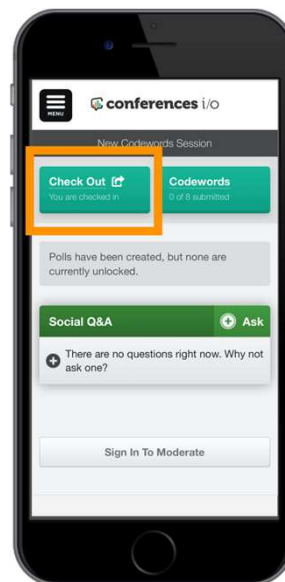 MENU
conferences i/o
New Codewords Session
Check Out
You are checked in
Codewords
0 of 8 submitted
Polls have been created, but none are
currently unlocked.
Social Q&A
Ask
There are no questions right now. Why not
ask one?
Sign In To Moderate